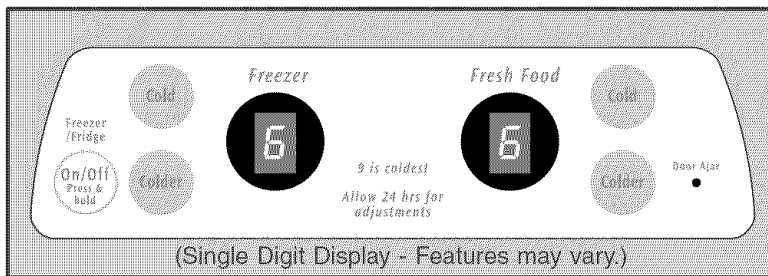 Freezer
Fresh Food
Cold
Cold
Freezer
/Fridge
6
6
On/Off
Press &
hold
Colder
9 is coldest
Allow 24 hrs for
adjustments
Colder
Door Ajar
(Single Digit Display - Features may vary.)